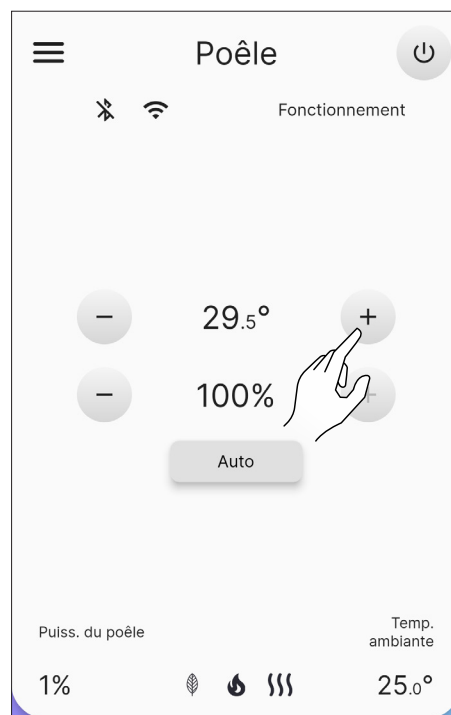 Poêle
Fonctionnement
− 29.5° +
− 100% +
Auto
Puiss. du poêle
Temp.
ambiante
1%
25.0°